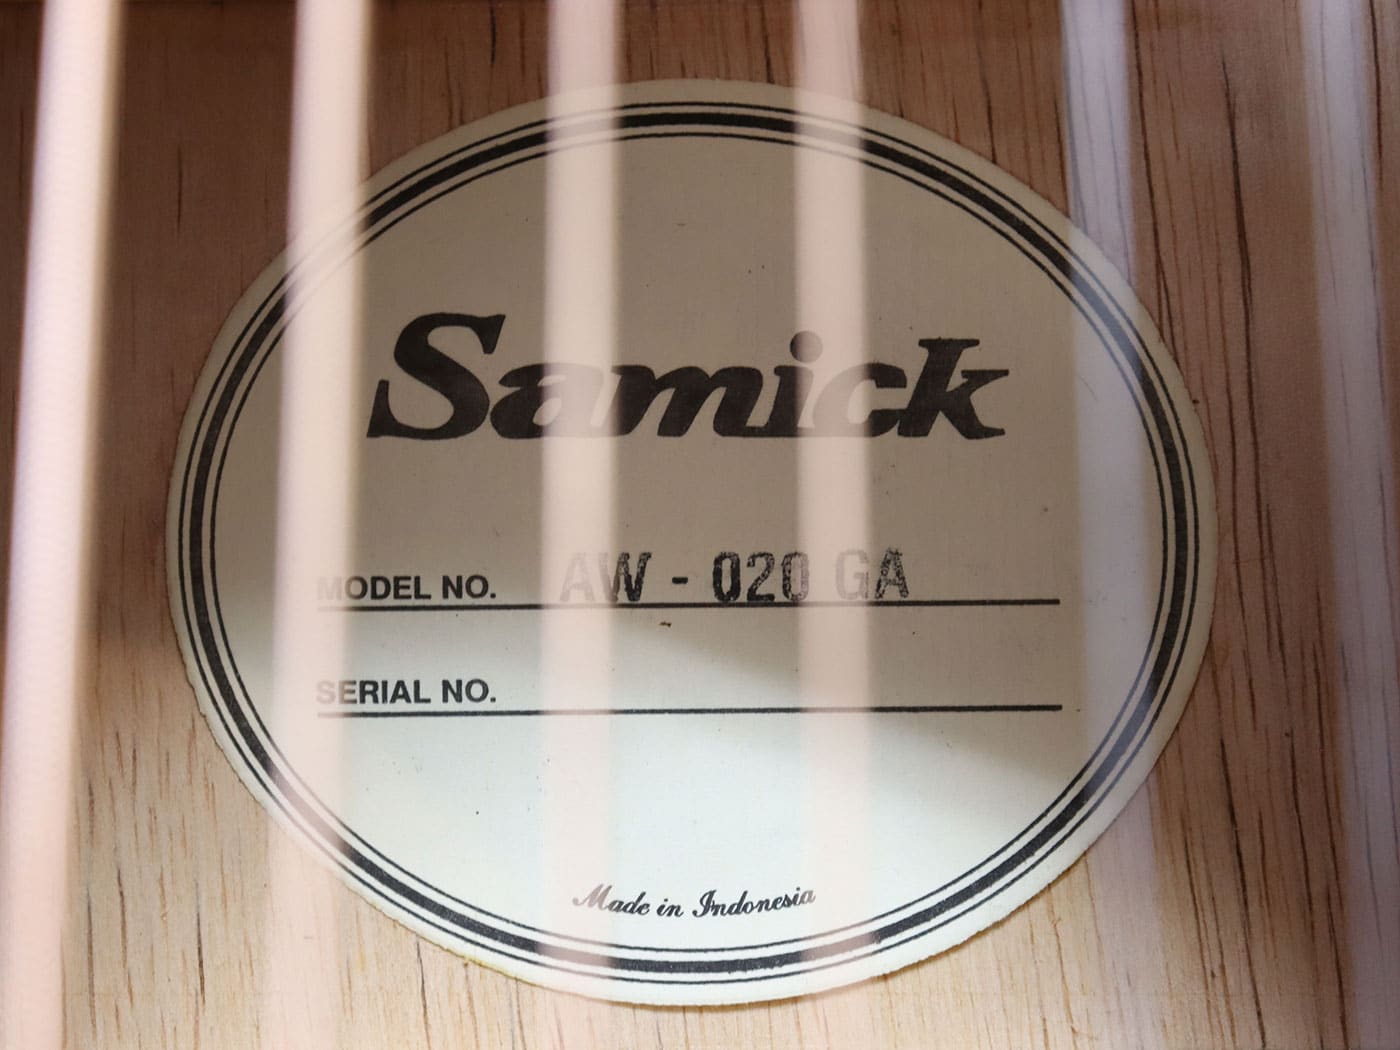 Samick
MODEL NO. AW - 020 GA
SERIAL NO.
Made in Indonesia